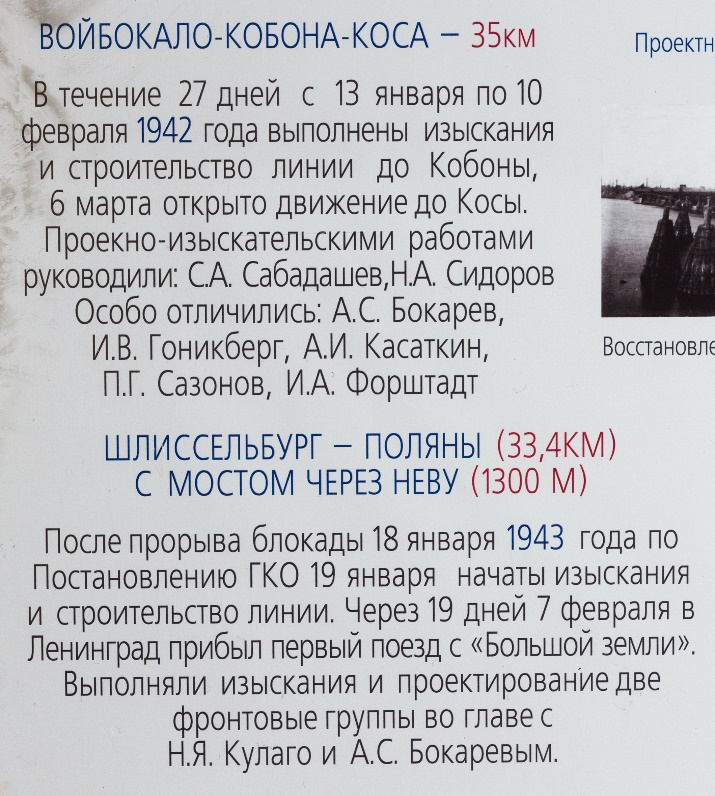 ВОЙБОКАЛО-КОБОНА-КОСА – 35км
В течение 27 дней с 13 января по 10
февраля 1942 года выполнены изыскания
и строительство линии до Кобоны,
6 марта открыто движение до Косы.
Проекно-изыскательскими работами
руководили: С.А. Сабадашев,Н.А. Сидоров
Особо отличились: А.С. Бокарев,
И.В. Гоникберг, А.И. Касаткин,
П.Г. Сазонов, И.А. Форштадт
ШЛИССЕЛЬБУРГ – ПОЛЯНЫ (33,4КМ)
С МОСТОМ ЧЕРЕЗ НЕВУ (1300 М)
После прорыва блокады 18 января 1943 года по
Постановлению ГКО 19 января начаты изыскания
и строительство линии. Через 19 дней 7 февраля в
Ленинград прибыл первый поезд с «Большой земли».
Выполняли изыскания и проектирование две
фронтовые группы во главе с
Н.Я. Кулаго и А.С. Бокаревым.
Проектн
Восстановле